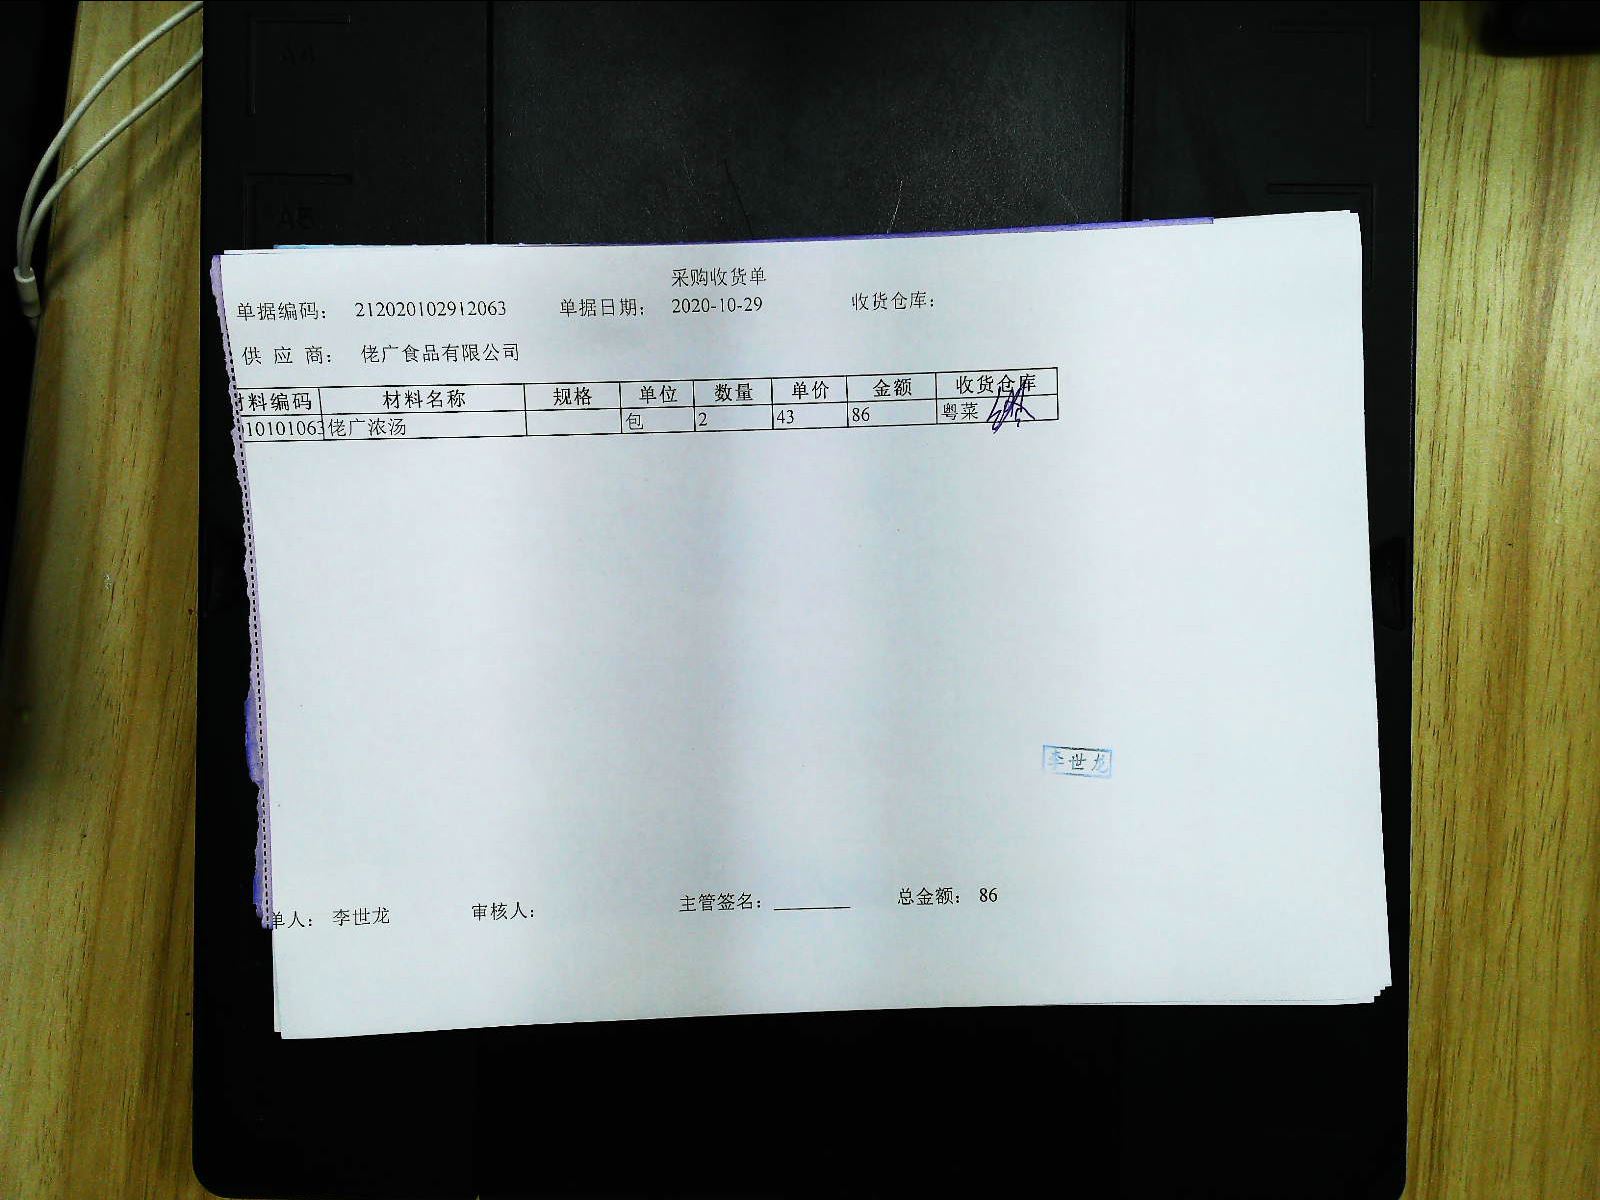 采购收货单
单据编码： 212020102912063 单据日期： 2020-10-29 收货仓库：
供 应 商： 佬广食品有限公司
材料编码 材料名称 规格 单位 数量 单价 金额 收货仓库
10101063 佬广浓汤 包 2 43 86 粤菜
李世龙
单人： 李世龙 审核人： 主管签名： 总金额： 86